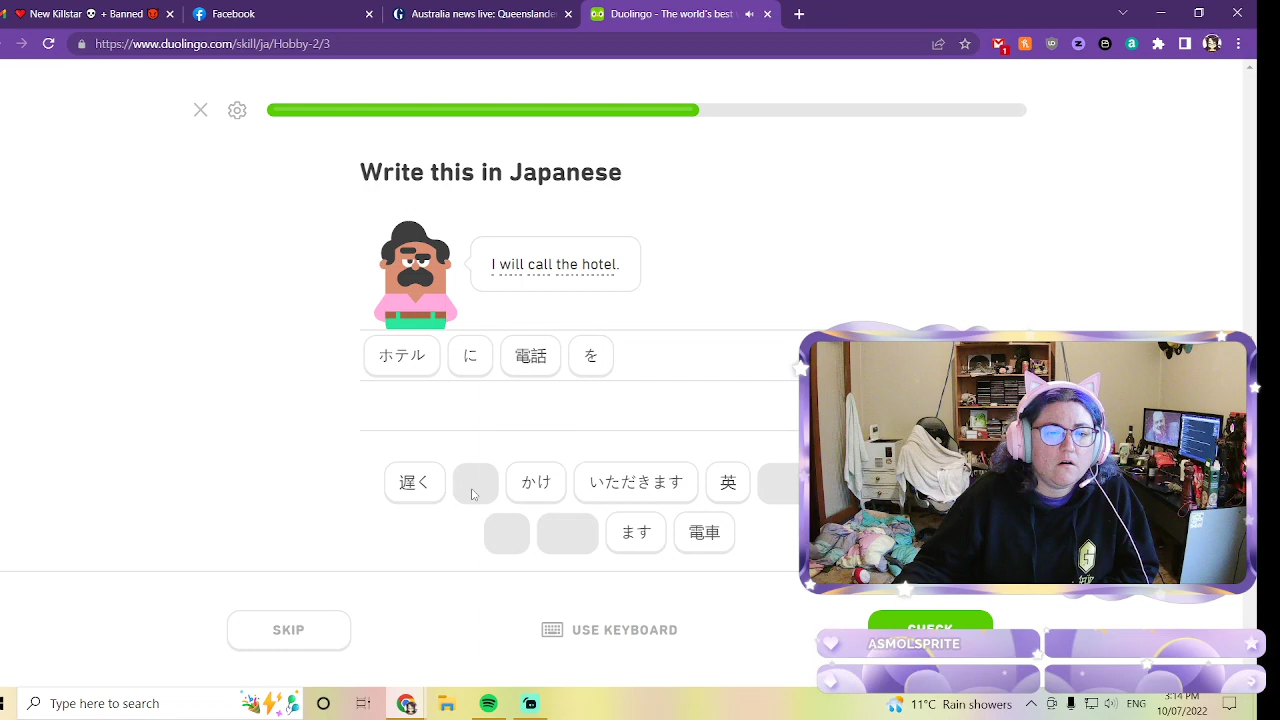 New Killstar 💀 + Banned
Facebook
Australia news live: Queenslande
Duolingo - The world's best
https://www.duolingo.com/skill/ja/Hobby-2/3
1
Write this in Japanese
I will call the hotel.
ホテル に 電話 を
遅く かけ いただきます 英
ます 電車
SKIP
USE KEYBOARD
CHECK
ASMOLSPRITE
Type here to search
11°C Rain showers
ENG
3:14 PM
10/07/2022